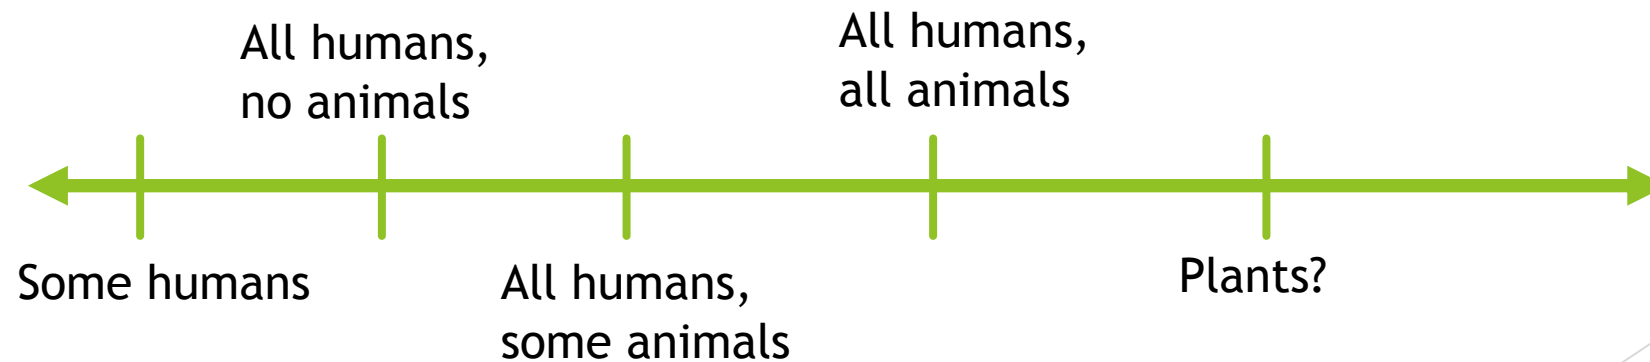 All humans,
no animals
All humans,
all animals
Some humans
All humans,
some animals
Plants?